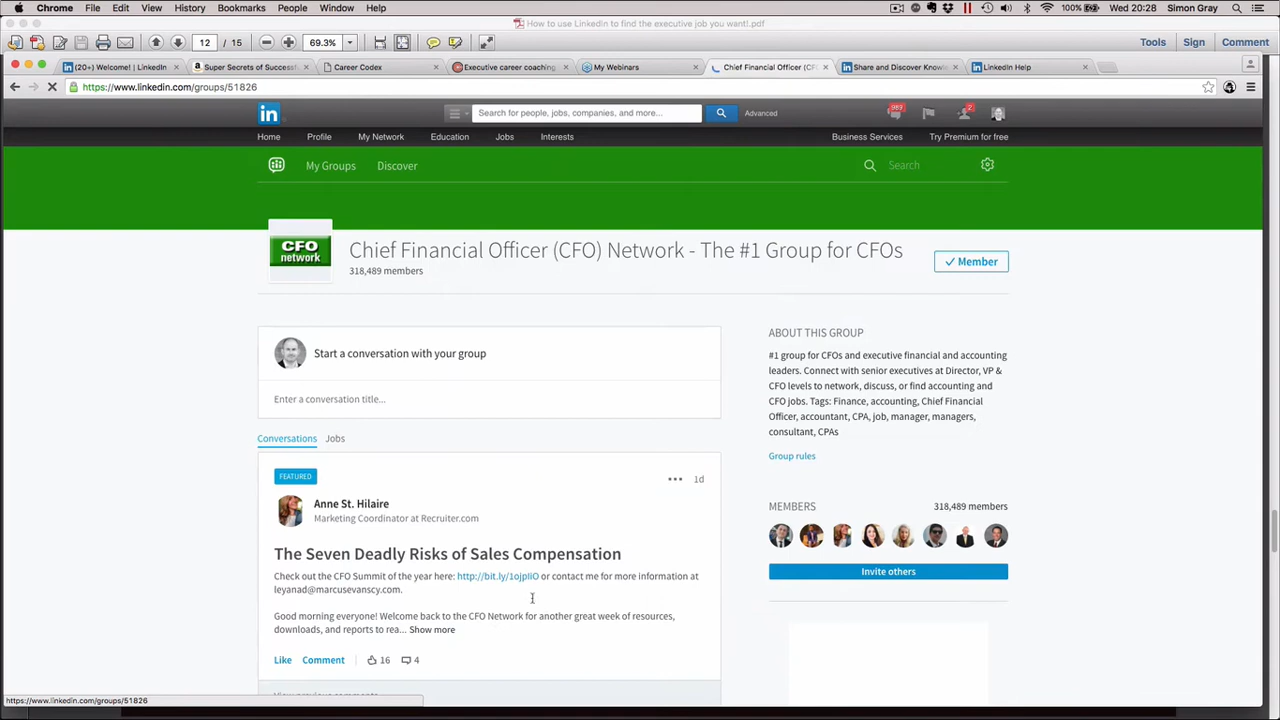 Chrome File Edit View History Bookmarks People Window Help 100% Wed 20:28 Simon Gray
How to use LinkedIn to find the executive job you want!.pdf
12 / 15 69.3% Tools Sign Comment
(20+) Welcome! | LinkedIn Super Secrets of Successf Career Codex Executive career coaching My Webinars Chief Financial Officer (CF Share and Discover Knowle LinkedIn Help
https://www.linkedin.com/groups/51826
in Search for people, jobs, companies, and more... Advanced 989 2
Home Profile My Network Education Jobs Interests Business Services Try Premium for free
My Groups Discover Search
CFO
network
Chief Financial Officer (CFO) Network - The #1 Group for CFOs
318,489 members
Member
Start a conversation with your group
Enter a conversation title...
Conversations Jobs
FEATURED
1d
Anne St. Hilaire
Marketing Coordinator at Recruiter.com
The Seven Deadly Risks of Sales Compensation
Check out the CFO Summit of the year here: or contact me for more information at
leyanad@marcusevanscy.com.
Good morning everyone! Welcome back to the CFO Network for another great week of resources,
downloads, and reports to rea... Show more
Like Comment 16 4
View previous comments
ABOUT THIS GROUP
#1 group for CFOs and executive financial and accounting
leaders. Connect with senior executives at Director, VP &
CFO levels to network, discuss, or find accounting and
CFO jobs. Tags: Finance, accounting, Chief Financial
Officer, accountant, CPA, job, manager, managers,
consultant, CPAs
Group rules
MEMBERS 318,489 members
Invite others
https://www.linkedin.com/groups/51826